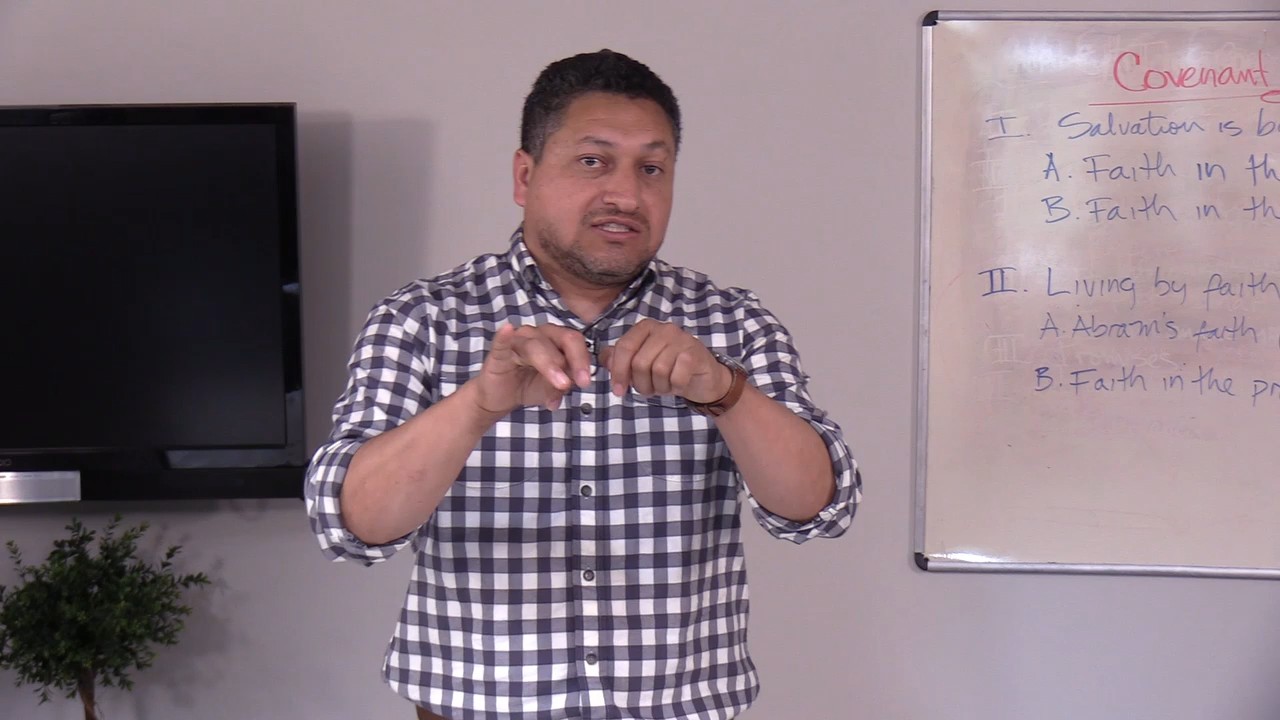 Covenant
I. Salvation is b
A. Faith in th
B. Faith in th
II. Living by faith
A. Abram's faith
B. Faith in the pr